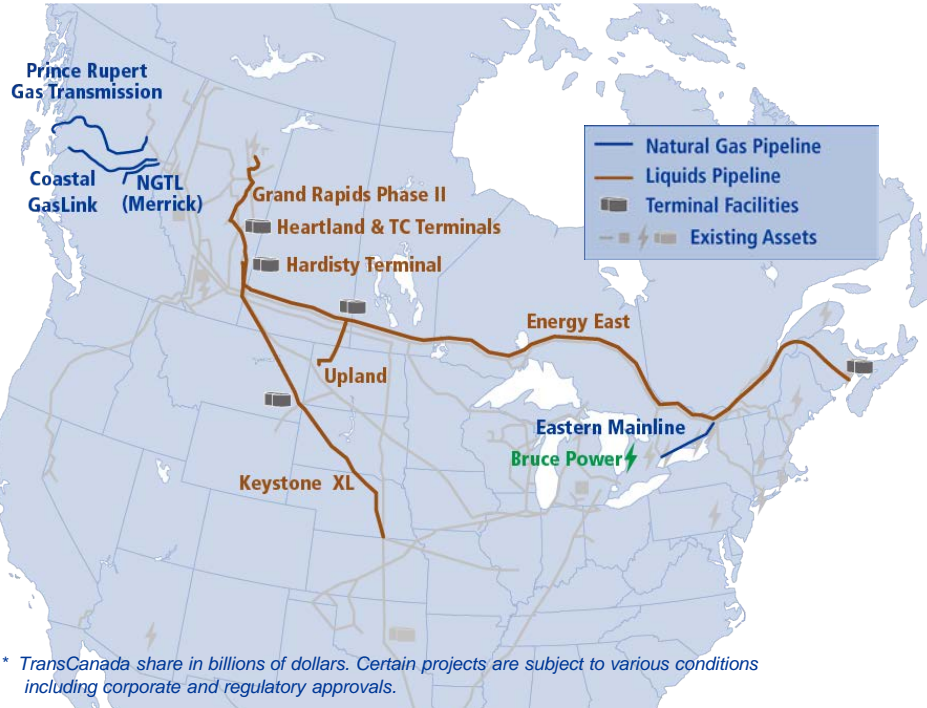 Prince Rupert
Gas Transmission
Coastal
GasLink
NGTL
(Merrick)
Natural Gas Pipeline
Liquids Pipeline
Terminal Facilities
Existing Assets
Grand Rapids Phase II
Heartland & TC Terminals
Hardisty Terminal
Energy East
Upland
Eastern Mainline
Bruce Power
Keystone XL
* TransCanada share in billions of dollars. Certain projects are subject to various conditions
including corporate and regulatory approvals.